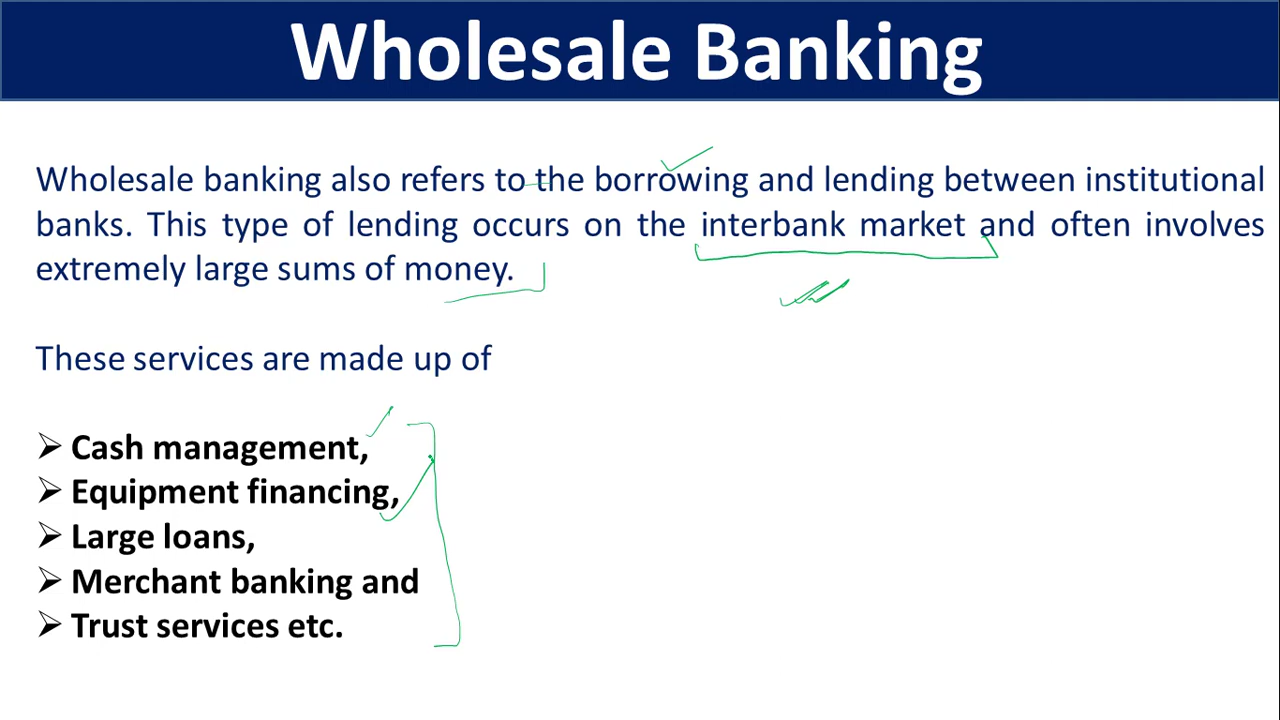 Wholesale Banking
Wholesale banking also refers to the borrowing and lending between institutional
banks. This type of lending occurs on the interbank market and often involves
extremely large sums of money.
These services are made up of
➢ Cash management,
➢ Equipment financing,
➢ Large loans,
➢ Merchant banking and
➢ Trust services etc.